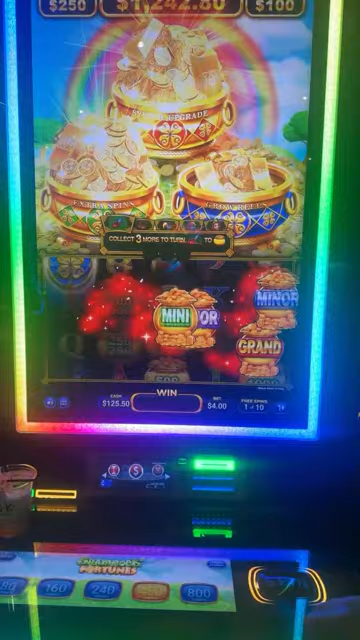 $250 $1,242.80 $100
UPGRADE
EXTRA SPINS GROW REELS
COLLECT 3 MORE TO TURN TO
MINOR
MINI OR
GRAND
CASH WIN BET FREE SPINS
$125.50 $4.00 1 of 10
FORTUNES
80 160 240 800